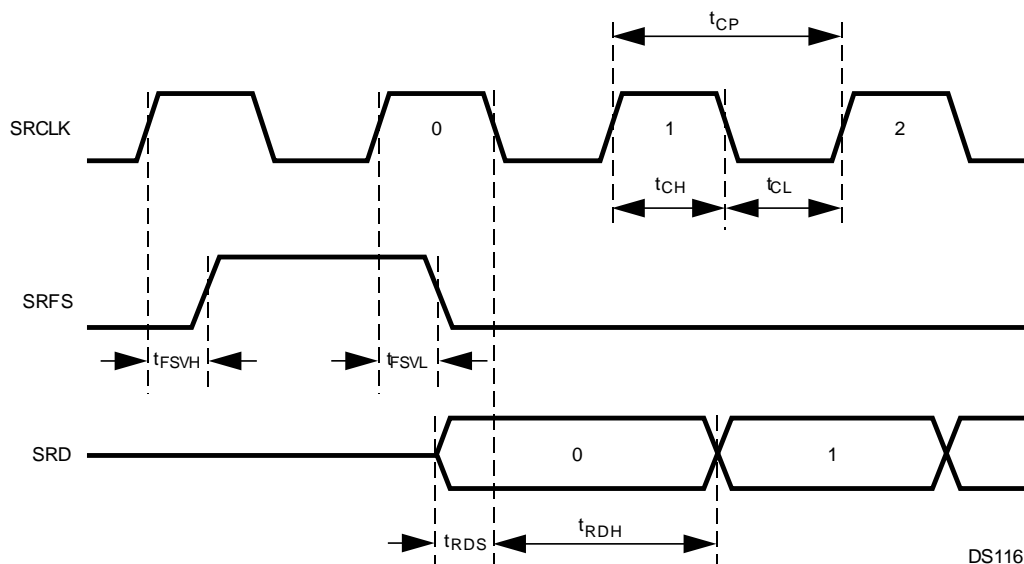 tCP
SRCLK
0
1
2
tCH
tCL
SRFS
tFSVH
tFSVL
SRD
0
1
tRDS
tRDH
DS116